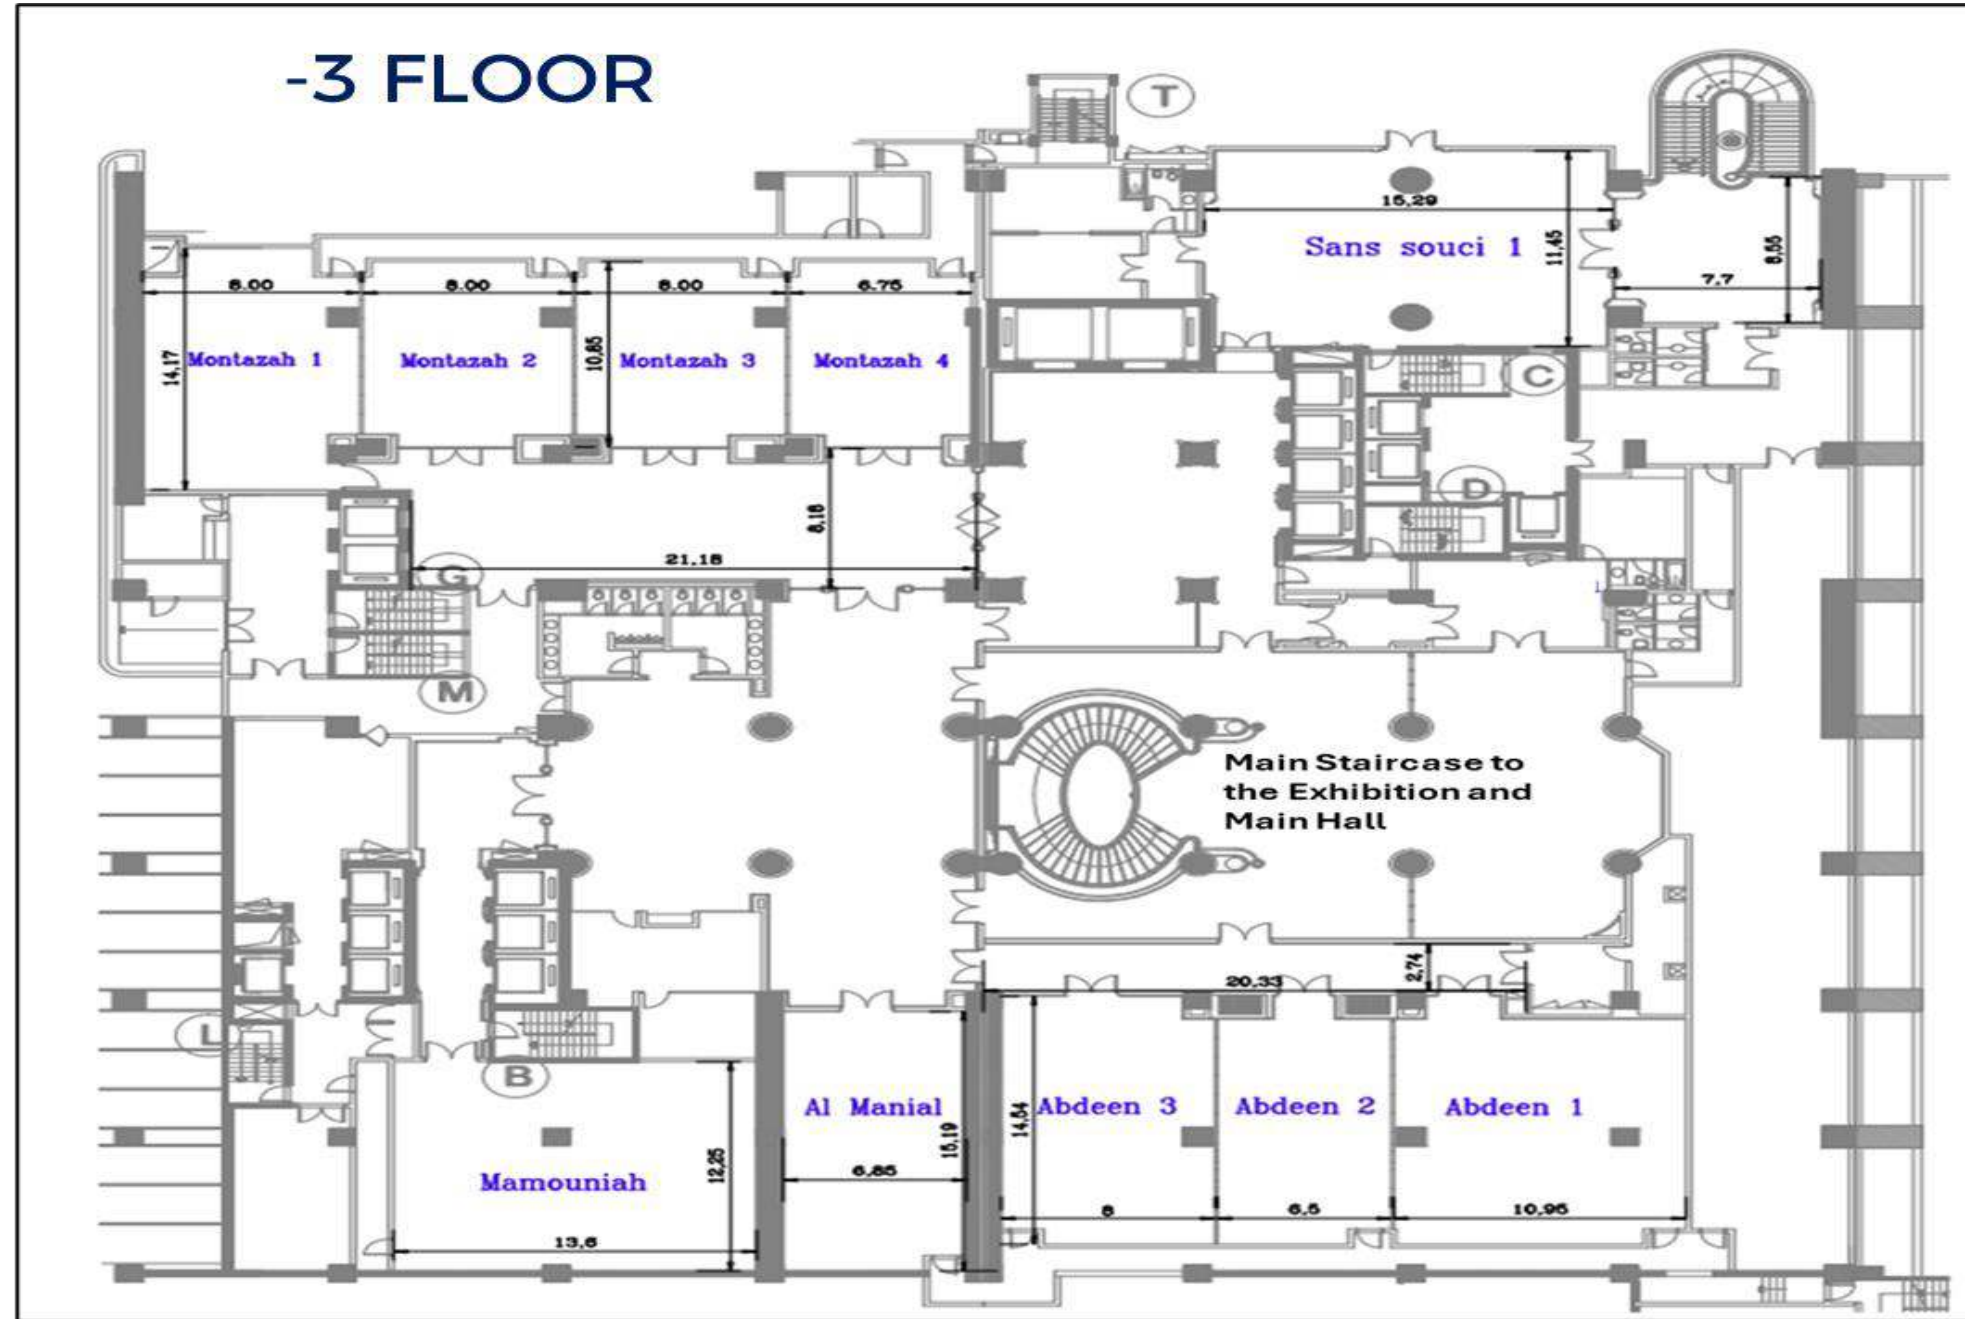 -3 FLOOR
T
15,29
Sans souci 1
11,45
8,55
7.7
8.00
8.00
8.00
6.75
14,17
Montazah 1
Montazah 2
10,85
Montazah 3
Montazah 4
C
D
8,18
21,18
G
M
Main Staircase to
the Exhibition and
Main Hall
2,74
20,33
L
B
Al Manial
Abdeen 3
Abdeen 2
Abdeen 1
14,54
15,19
12,25
6,85
Mamouniah
8
6,5
10,95
13,6